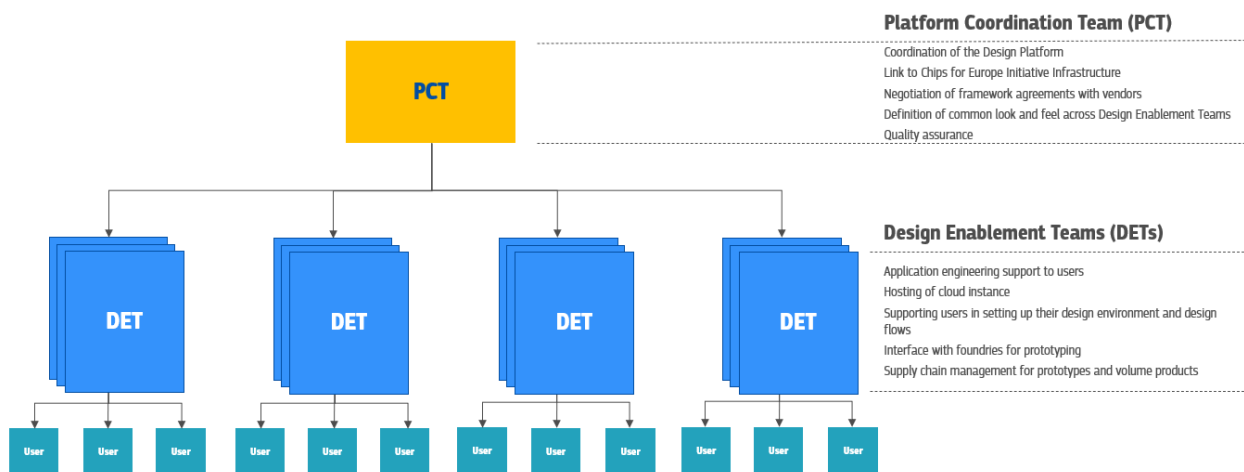 Platform Coordination Team (PCT)
PCT
Coordination of the Design Platform
Link to Chips for Europe Initiative Infrastructure
Negotiation of framework agreements with vendors
Definition of common look and feel across Design Enablement Teams
Quality assurance
Design Enablement Teams (DETs)
DET
DET
DET
DET
Application engineering support to users
Hosting of cloud instance
Supporting users in setting up their design environment and design
flows
Interface with foundries for prototyping
Supply chain management for prototypes and volume products
User
User
User
User
User
User
User
User
User
User
User
User